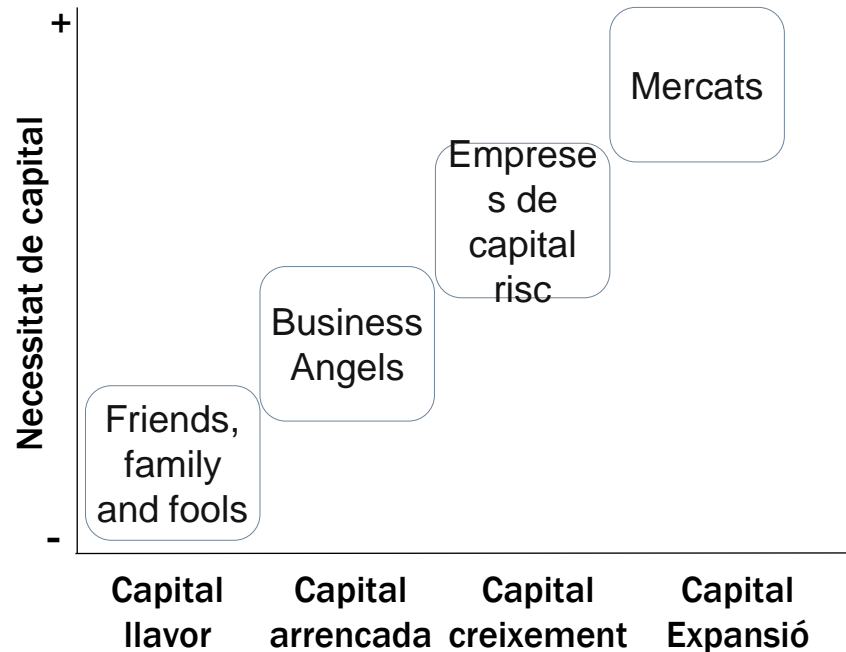 +
Necessitat de capital
-
Mercats
Emprese
s de
capital
risc
Business
Angels
Friends,
family
and fools
Capital
llavor
Capital
arrencada
Capital
creixement
Capital
Expansió